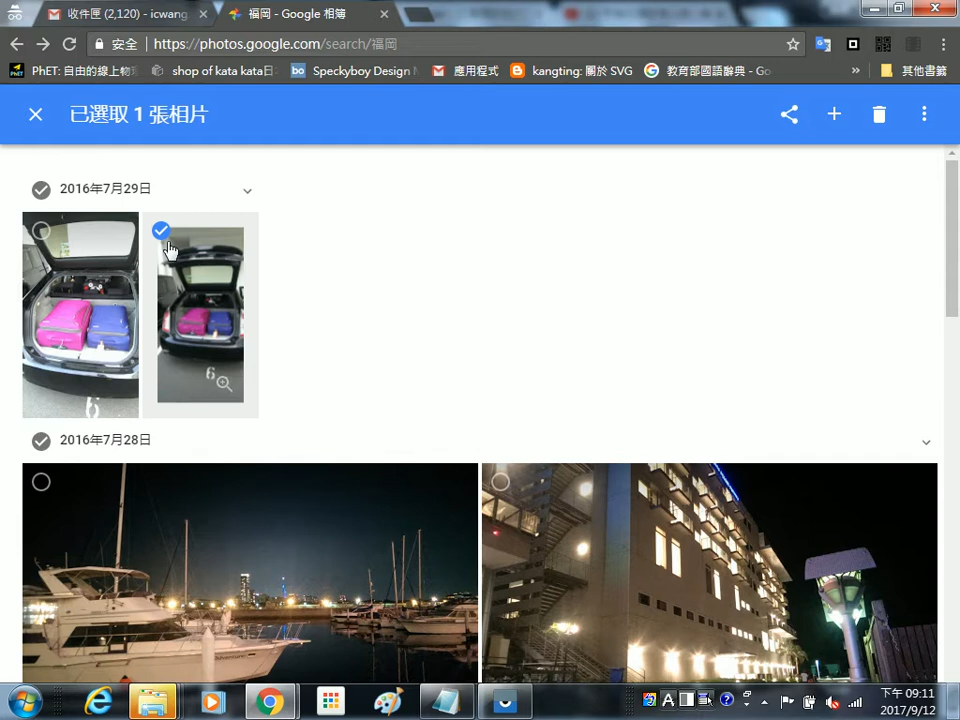 收件匣 (2,120) - icwang
福岡 - Google 相簿
安全
https://photos.google.com/search/福岡
PhET: 自由的線上物
shop of kata kata日
bo
Speckyboy Design
應用程式
kangting: 關於 SVG
教育部國語辭典 - Go
»
其他書籤
已選取 1 張相片
2016年7月29日
6
6
2016年7月28日
下午 09:11
2017/9/12